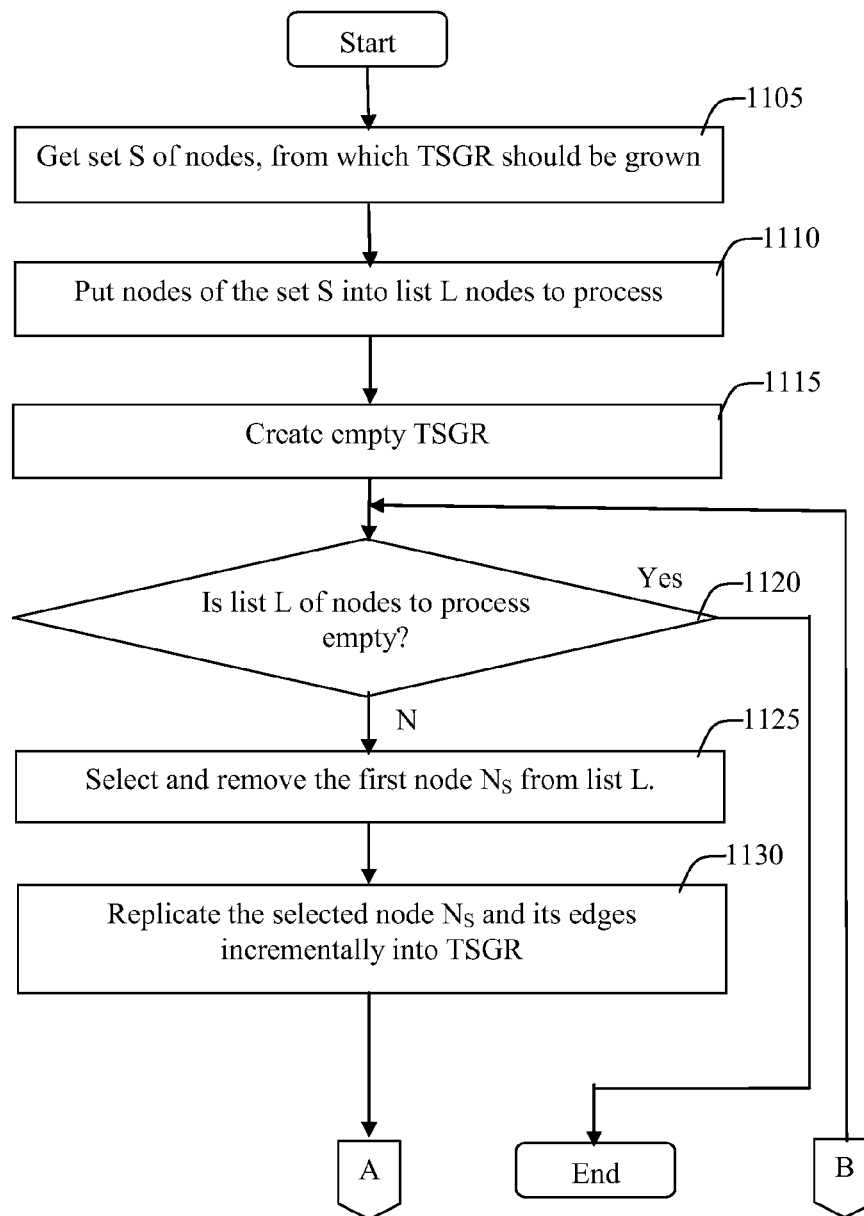 Start
1105
Get set S of nodes, from which TSGR should be grown
1110
Put nodes of the set S into list L nodes to process
1115
Create empty TSGR
Yes
1120
Is list L of nodes to process
empty?
N
1125
Select and remove the first node NS from list L.
1130
Replicate the selected node NS and its edges
incrementally into TSGR
A
End
B